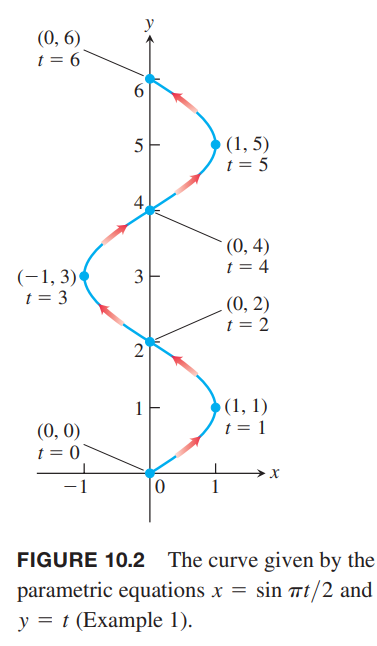 y
(0, 6)
t = 6
6
5
(1, 5)
t = 5
4
(0, 4)
t = 4
(−1, 3)
t = 3
3
(0, 2)
t = 2
2
1
(1, 1)
t = 1
(0, 0)
t = 0
x
−1
0
1
FIGURE 10.2 The curve given by the
parametric equations x = sin πt/2 and
y = t (Example 1).